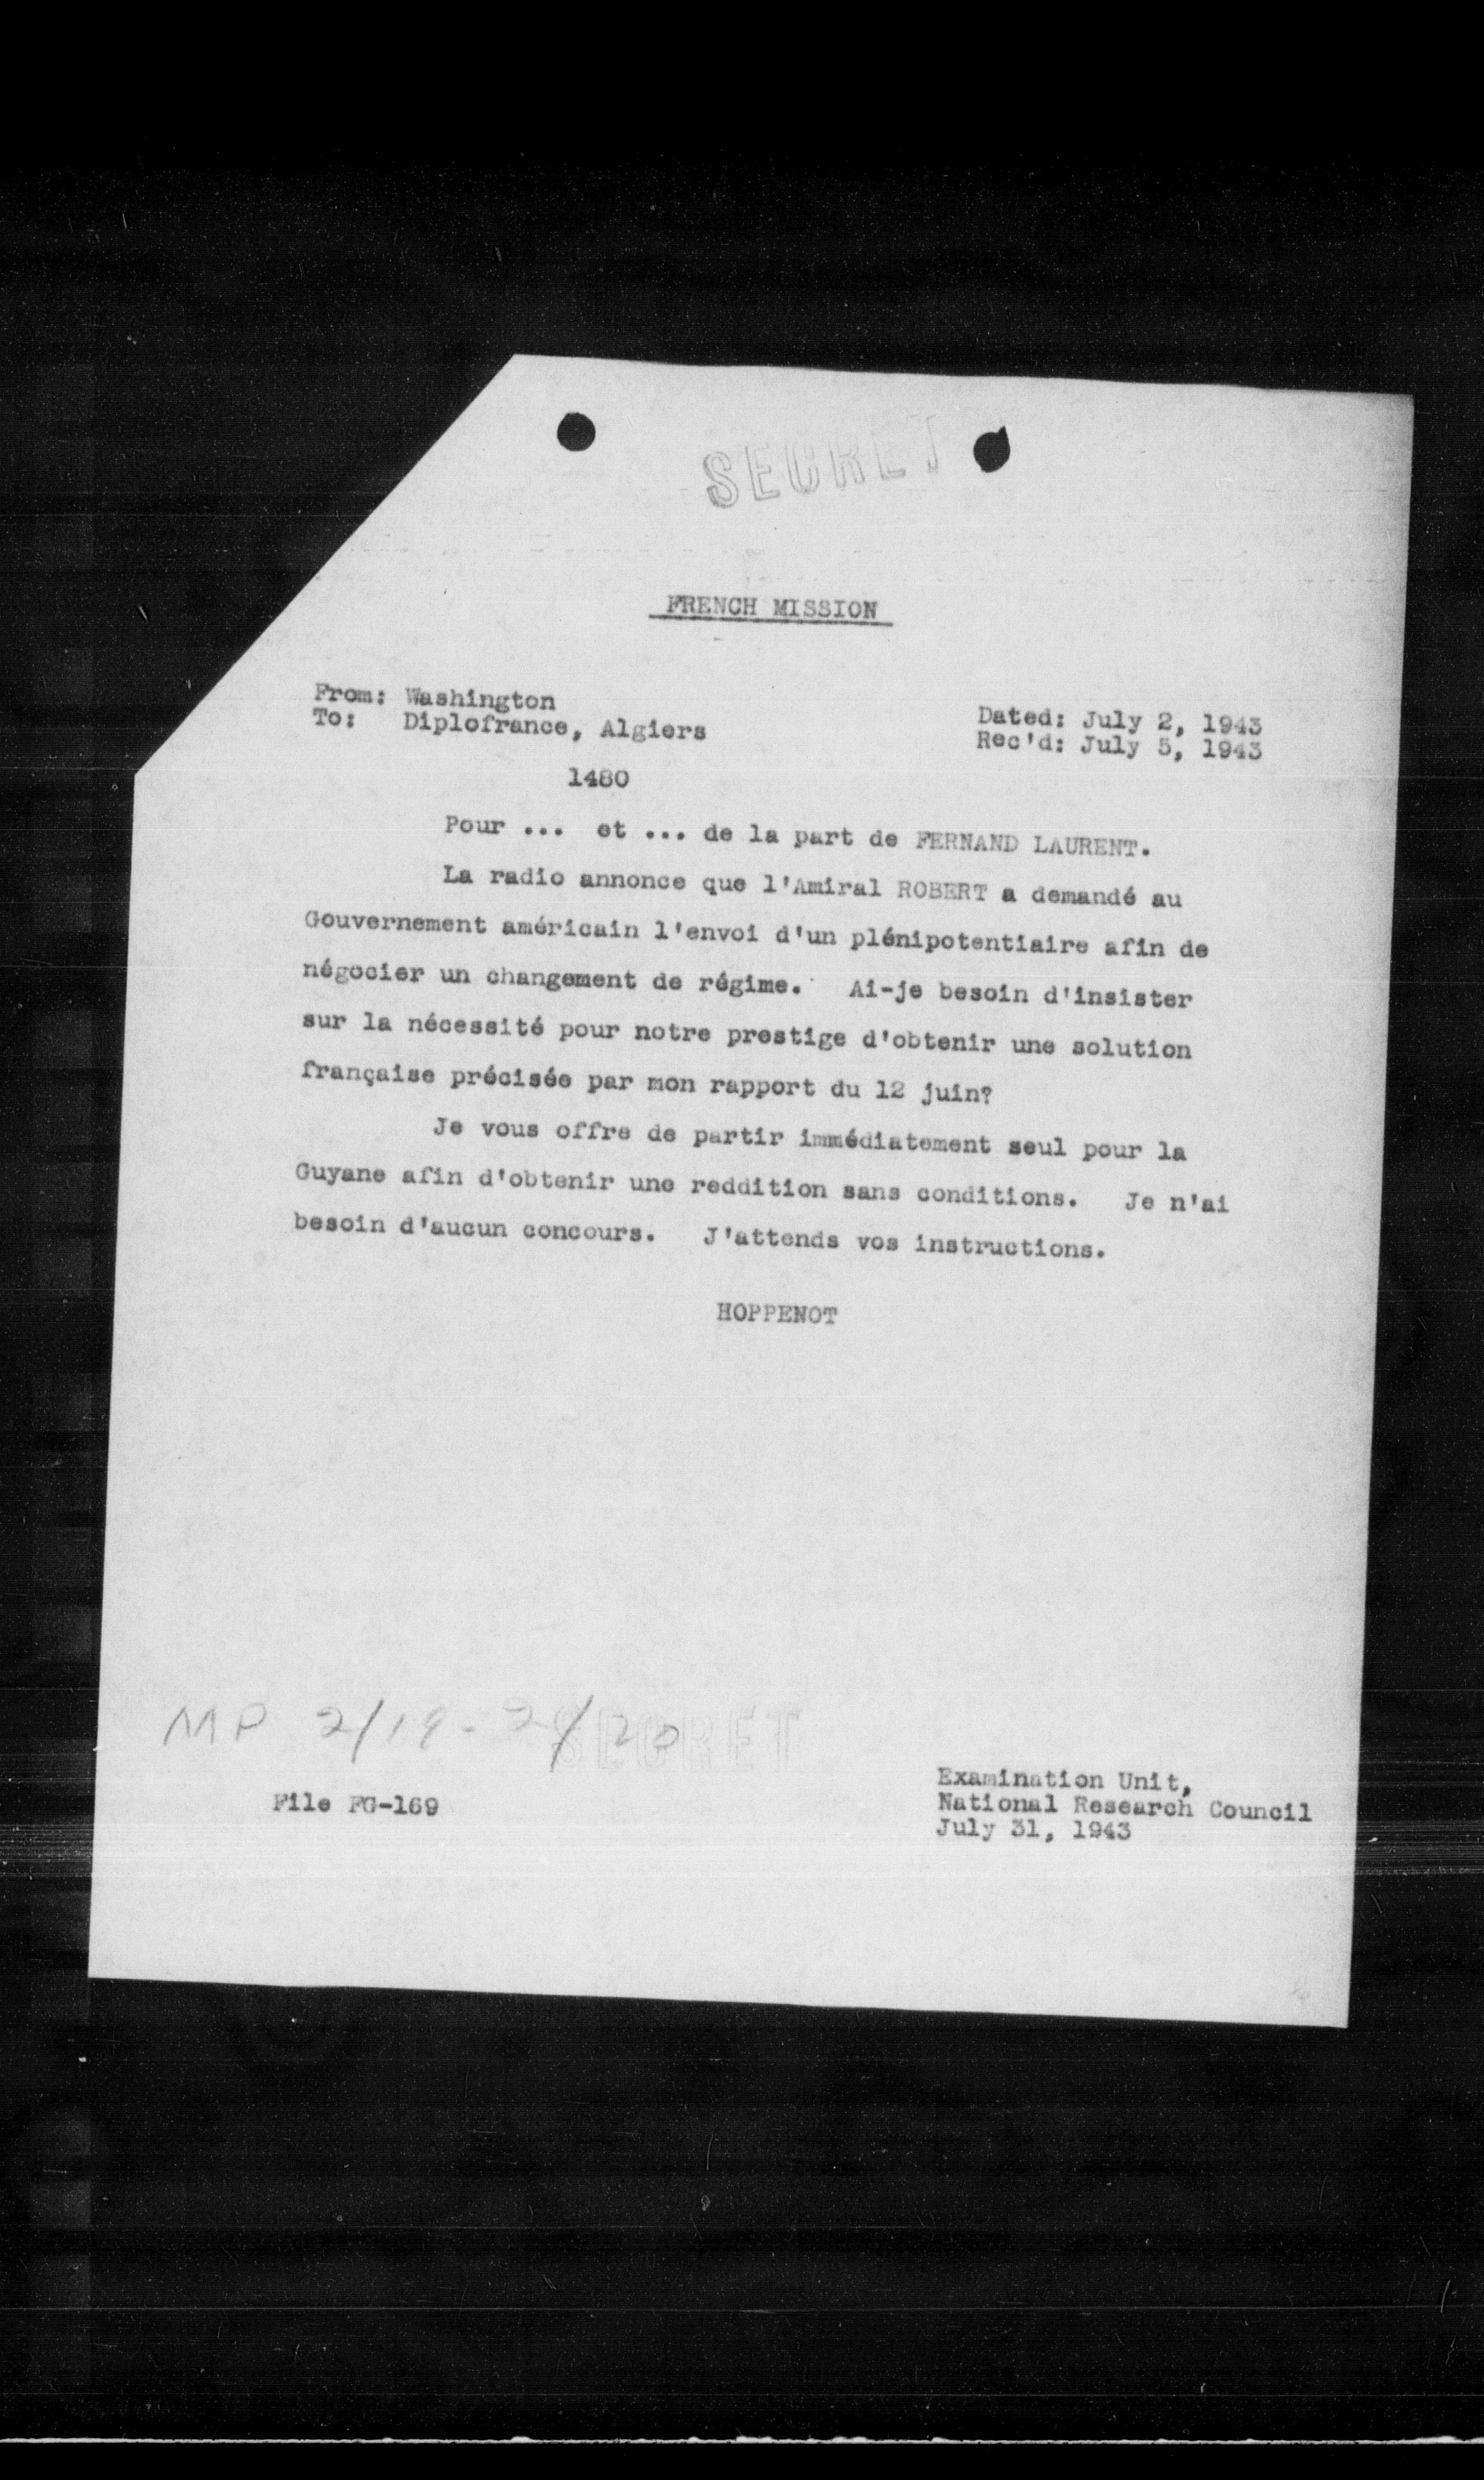 SECRET
FRENCH MISSION
From: Washington
To: Diplofrance, Algiers
Dated: July 2, 1943
Rec'd: July 5, 1943
1480
Pour ... et ... de la part de FERNAND LAURENT.
La radio annonce que l'Amiral ROBERT a demandé au
Gouvernement américain l'envoi d'un plénipotentiaire afin de
négocier un changement de régime. Ai-je besoin d'insister
sur la nécessité pour notre prestige d'obtenir une solution
française précisée par mon rapport du 12 juin?
Je vous offre de partir immédiatement seul pour la
Guyane afin d'obtenir une reddition sans conditions. Je n'ai
besoin d'aucun concours. J'attends vos instructions.
HOPPENOT
MP 2/19-2/20
SECRET
File FG-169
Examination Unit,
National Research Council
July 31, 1943